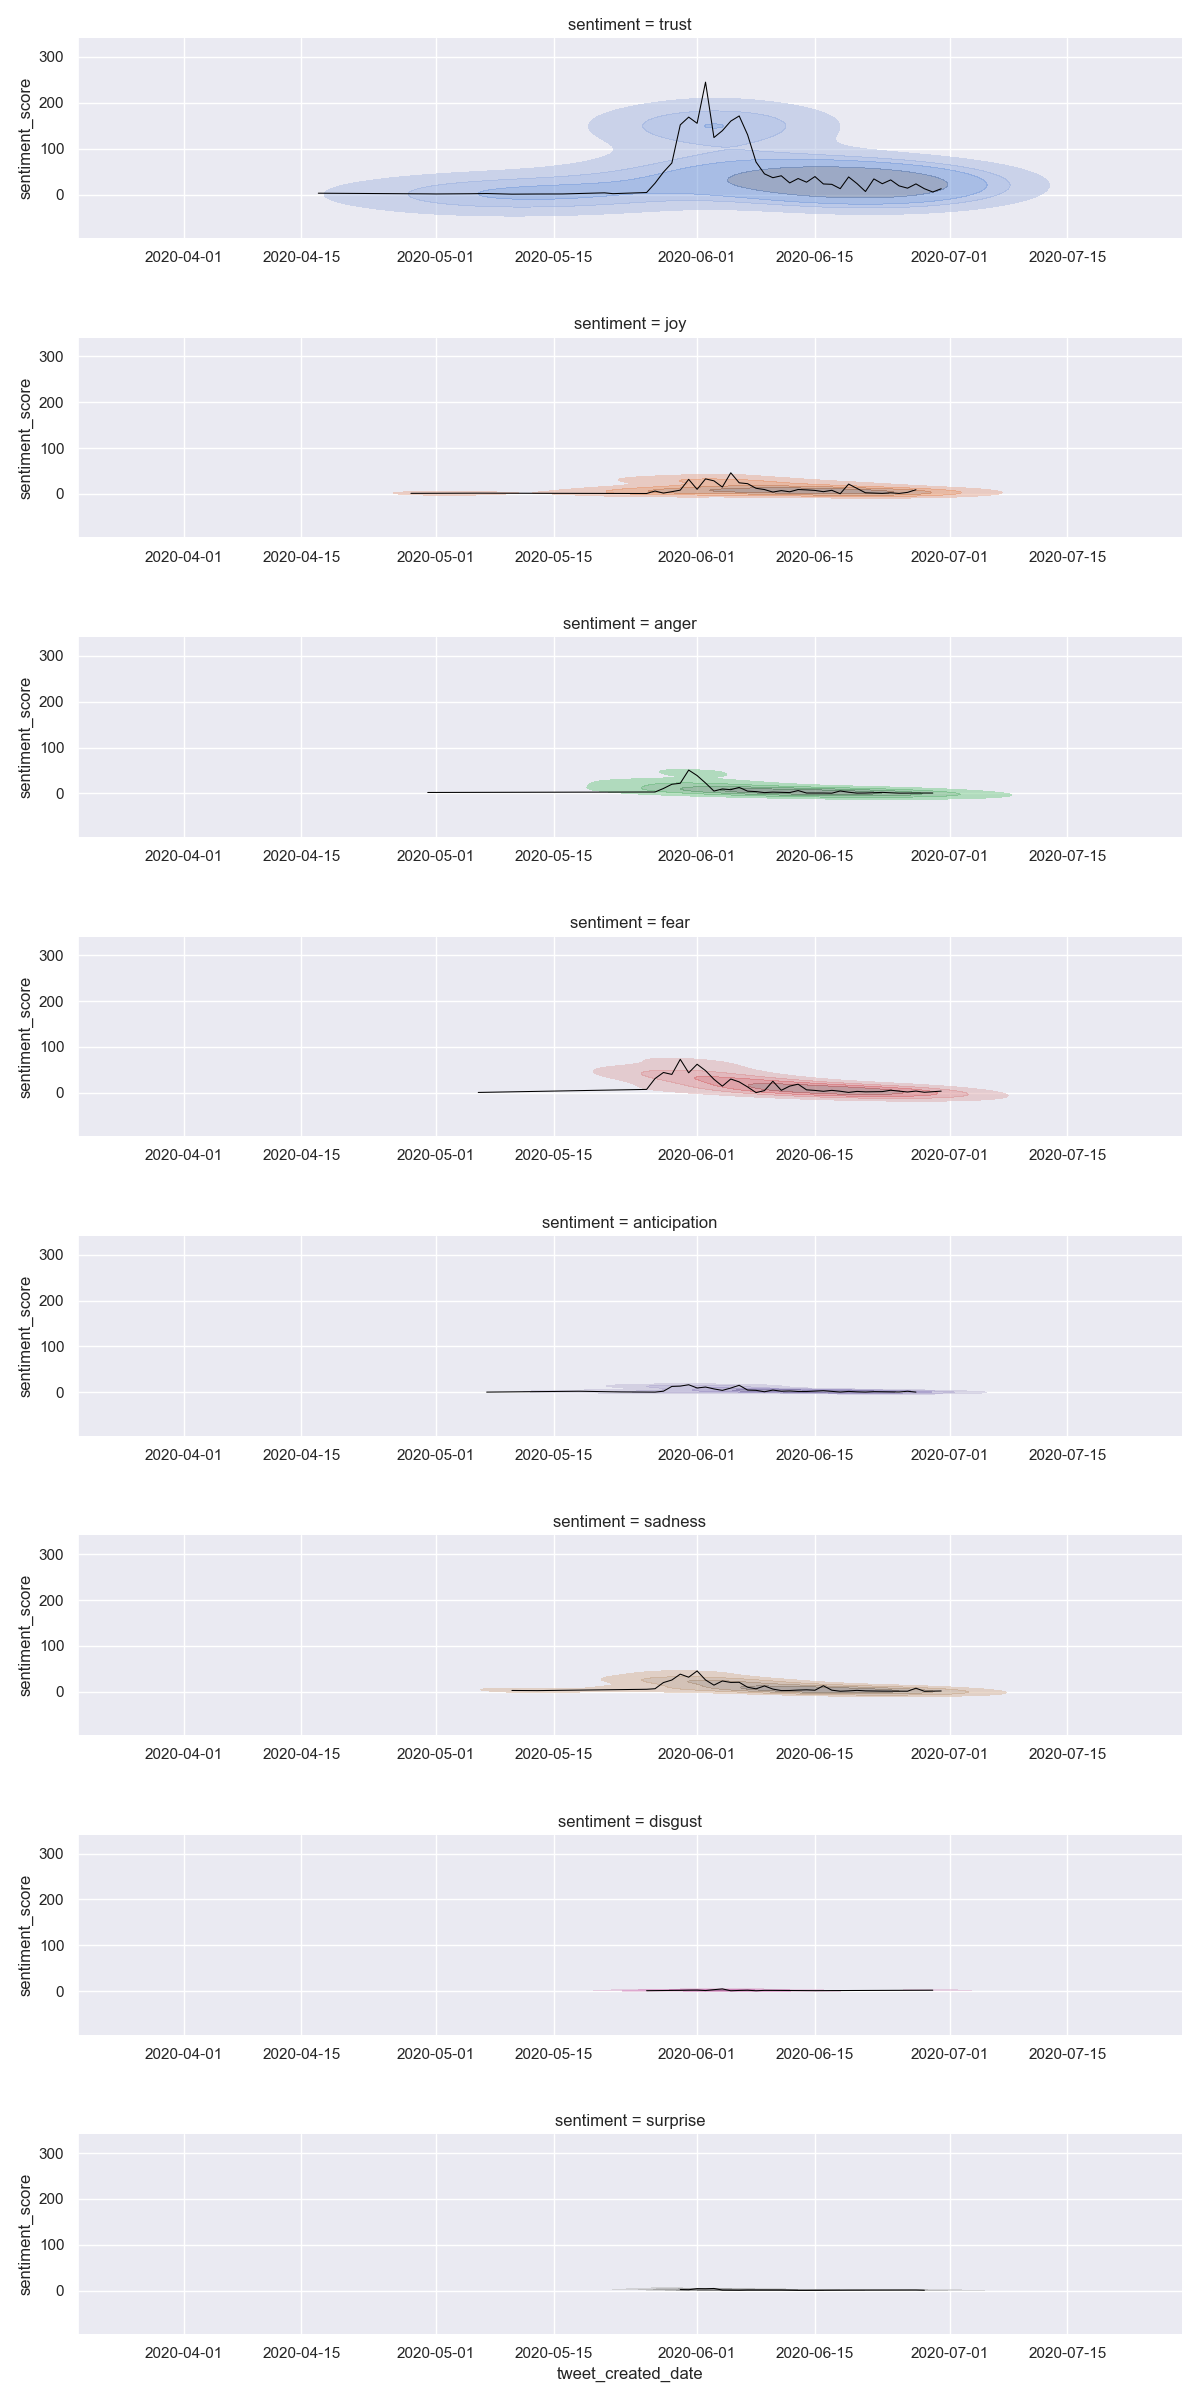 sentiment = trust
300
200
100
0
sentiment_score
2020-04-01 2020-04-15 2020-05-01 2020-05-15 2020-06-01 2020-06-15 2020-07-01 2020-07-15
sentiment = joy
300
200
100
0
sentiment_score
2020-04-01 2020-04-15 2020-05-01 2020-05-15 2020-06-01 2020-06-15 2020-07-01 2020-07-15
sentiment = anger
300
200
100
0
sentiment_score
2020-04-01 2020-04-15 2020-05-01 2020-05-15 2020-06-01 2020-06-15 2020-07-01 2020-07-15
sentiment = fear
300
200
100
0
sentiment_score
2020-04-01 2020-04-15 2020-05-01 2020-05-15 2020-06-01 2020-06-15 2020-07-01 2020-07-15
sentiment = anticipation
300
200
100
0
sentiment_score
2020-04-01 2020-04-15 2020-05-01 2020-05-15 2020-06-01 2020-06-15 2020-07-01 2020-07-15
sentiment = sadness
300
200
100
0
sentiment_score
2020-04-01 2020-04-15 2020-05-01 2020-05-15 2020-06-01 2020-06-15 2020-07-01 2020-07-15
sentiment = disgust
300
200
100
0
sentiment_score
2020-04-01 2020-04-15 2020-05-01 2020-05-15 2020-06-01 2020-06-15 2020-07-01 2020-07-15
sentiment = surprise
300
200
100
0
sentiment_score
2020-04-01 2020-04-15 2020-05-01 2020-05-15 2020-06-01 2020-06-15 2020-07-01 2020-07-15
tweet_created_date